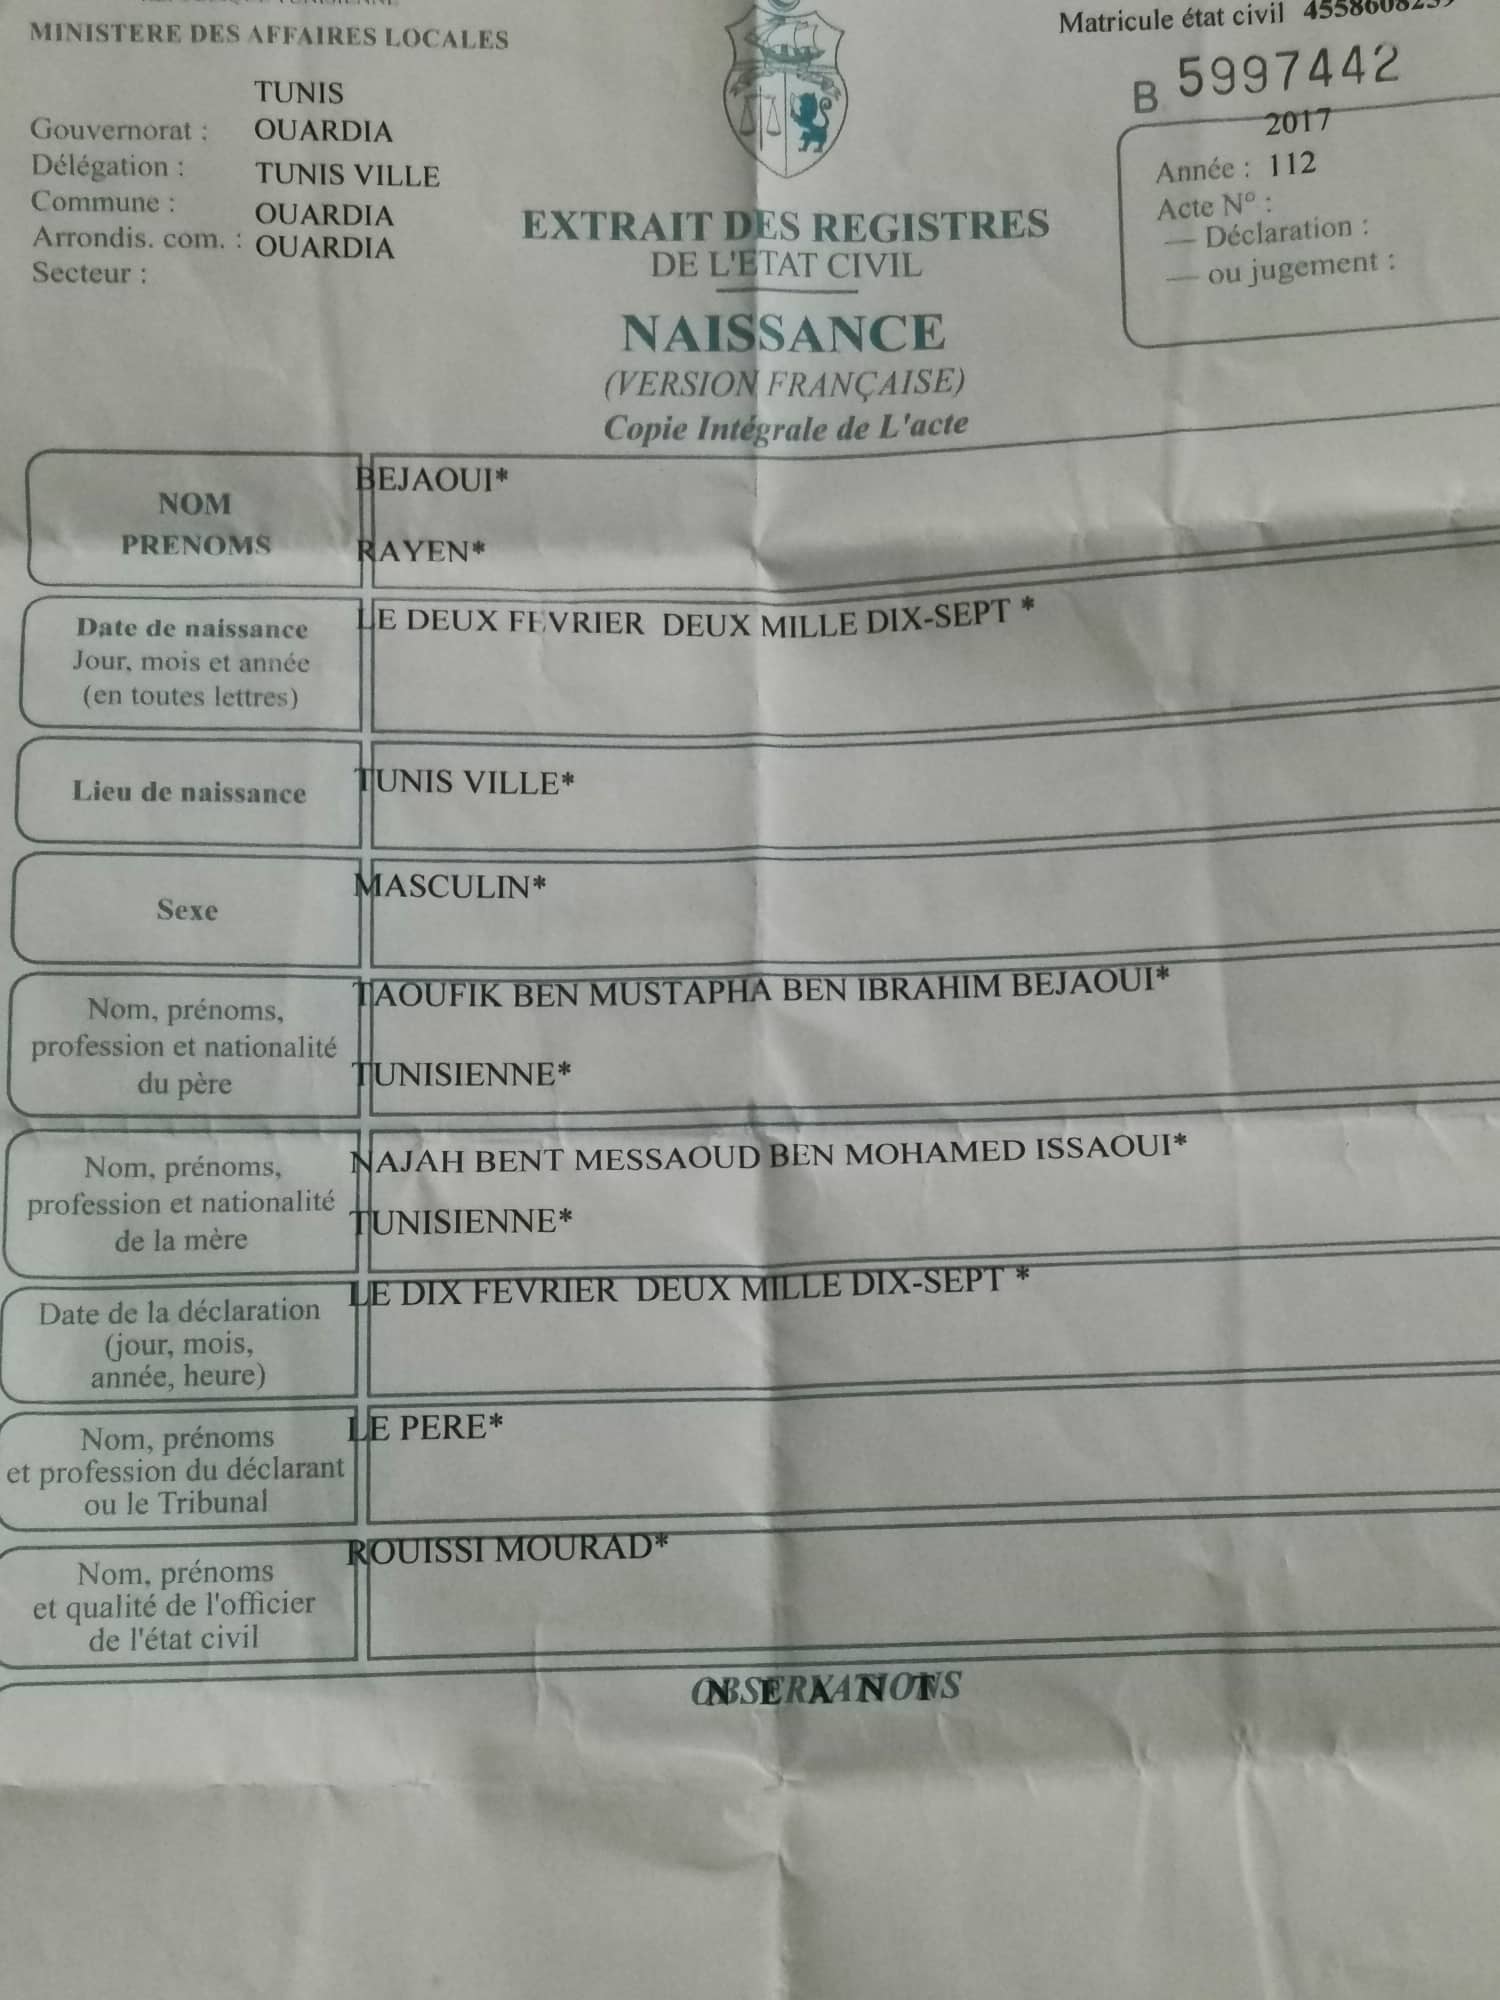 MINISTERE DES AFFAIRES LOCALES
TUNIS
Gouvernorat : OUARDIA
Délégation : TUNIS VILLE
Commune : OUARDIA
Arrondis. com. : OUARDIA
Secteur :
Matricule état civil
B 5997442
2017
Année : 112
Acte N° :
— Déclaration :
— ou jugement :
EXTRAIT DES REGISTRES
DE L'ETAT CIVIL
NAISSANCE
(VERSION FRANÇAISE)
Copie Intégrale de L'acte
NOM
PRENOMS
BEJAOUI*
RAYEN*
Date de naissance
Jour, mois et année
(en toutes lettres)
LE DEUX FEVRIER DEUX MILLE DIX-SEPT *
Lieu de naissance
TUNIS VILLE*
Sexe
MASCULIN*
Nom, prénoms,
profession et nationalité
du père
TAOUFIK BEN MUSTAPHA BEN IBRAHIM BEJAOUI*
TUNISIENNE*
Nom, prénoms,
profession et nationalité
de la mère
NAJAH BENT MESSAOUD BEN MOHAMED ISSAOUI*
TUNISIENNE*
Date de la déclaration
(jour, mois,
année, heure)
LE DIX FEVRIER DEUX MILLE DIX-SEPT *
Nom, prénoms
et profession du déclarant
ou le Tribunal
LE PERE*
Nom, prénoms
et qualité de l'officier
de l'état civil
ROUISSI MOURAD*
OBSERVATIONS
N E A N T